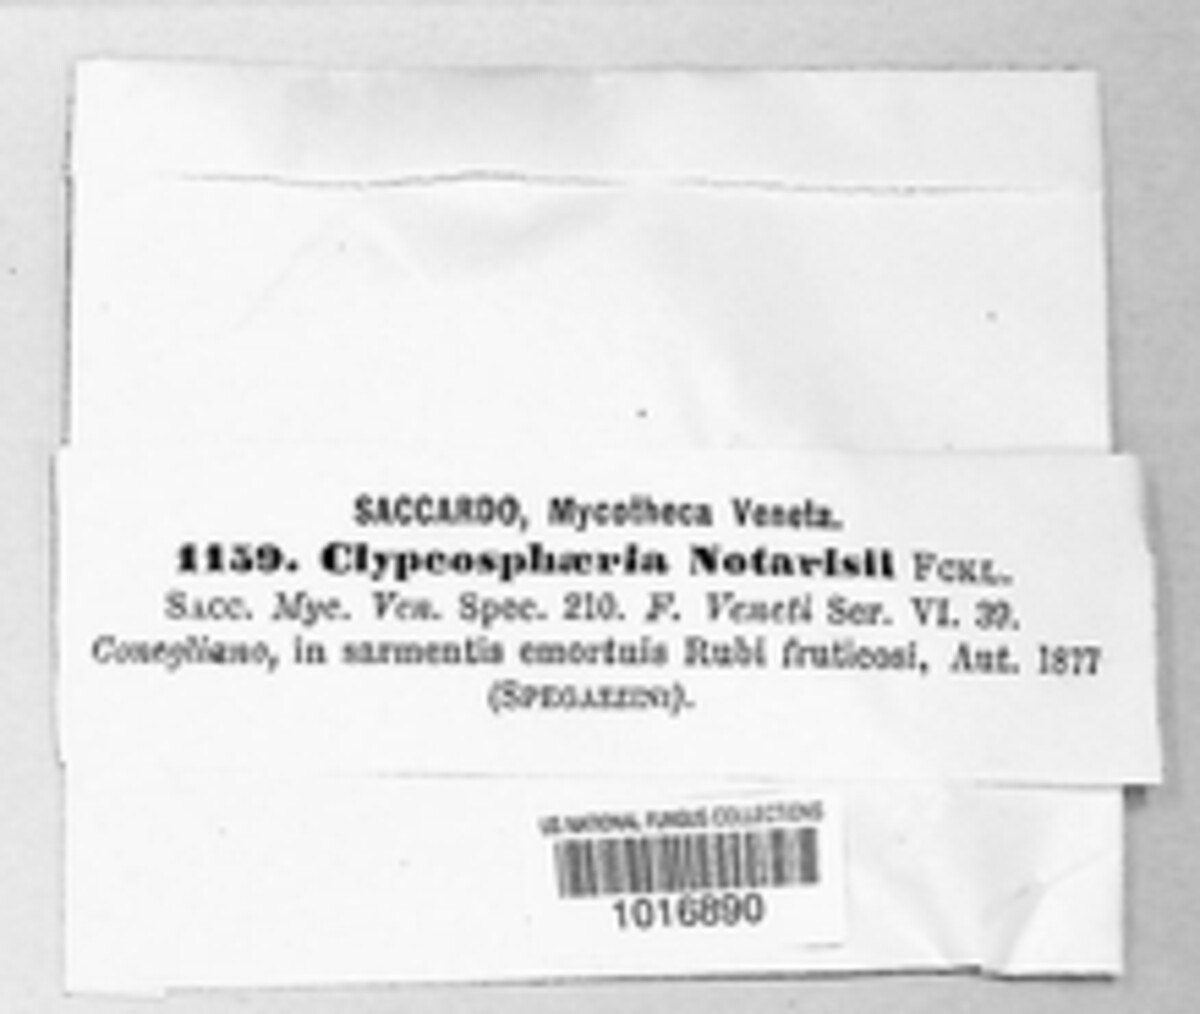 SACCARDO, Mycotheca Veneta.
1159. Clypeosphæria Notarisii FCKL.
SACC. Myc. Ven. Spec. 210. F. Veneti Ser. VI. 39.
Conegliano, in sarmentis emortuis Rubi fruticosi, Aut. 1877
(SPEGAZZINI).
US NATIONAL FUNGUS COLLECTIONS
1016890